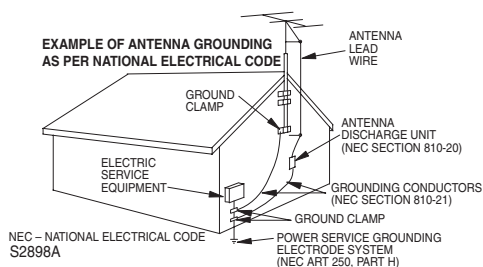 EXAMPLE OF ANTENNA GROUNDING
AS PER NATIONAL ELECTRICAL CODE
ANTENNA
LEAD
WIRE
GROUND
CLAMP
ANTENNA
DISCHARGE UNIT
(NEC SECTION 810-20)
ELECTRIC
SERVICE
EQUIPMENT
GROUNDING CONDUCTORS
(NEC SECTION 810-21)
GROUND CLAMP
POWER SERVICE GROUNDING
ELECTRODE SYSTEM
(NEC ART 250, PART H)
NEC – NATIONAL ELECTRICAL CODE
S2898A